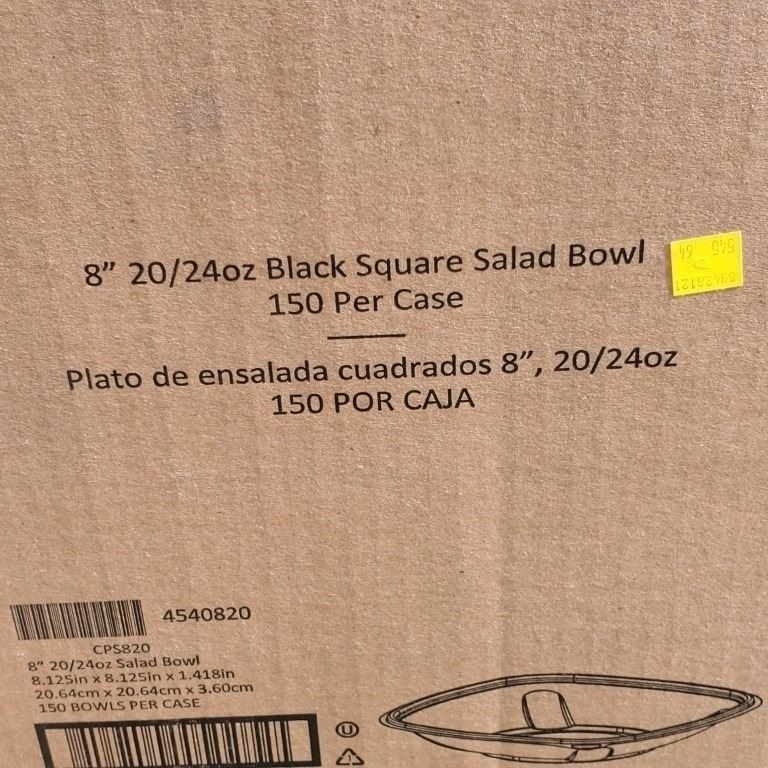 8” 20/24oz Black Square Salad Bowl
150 Per Case
Plato de ensalada cuadrados 8”, 20/24oz
150 POR CAJA
4540820
CPS820
8” 20/24oz Salad Bowl
8.125in x 8.125in x 1.418in
20.64cm x 20.64cm x 3.60cm
150 BOWLS PER CASE
U